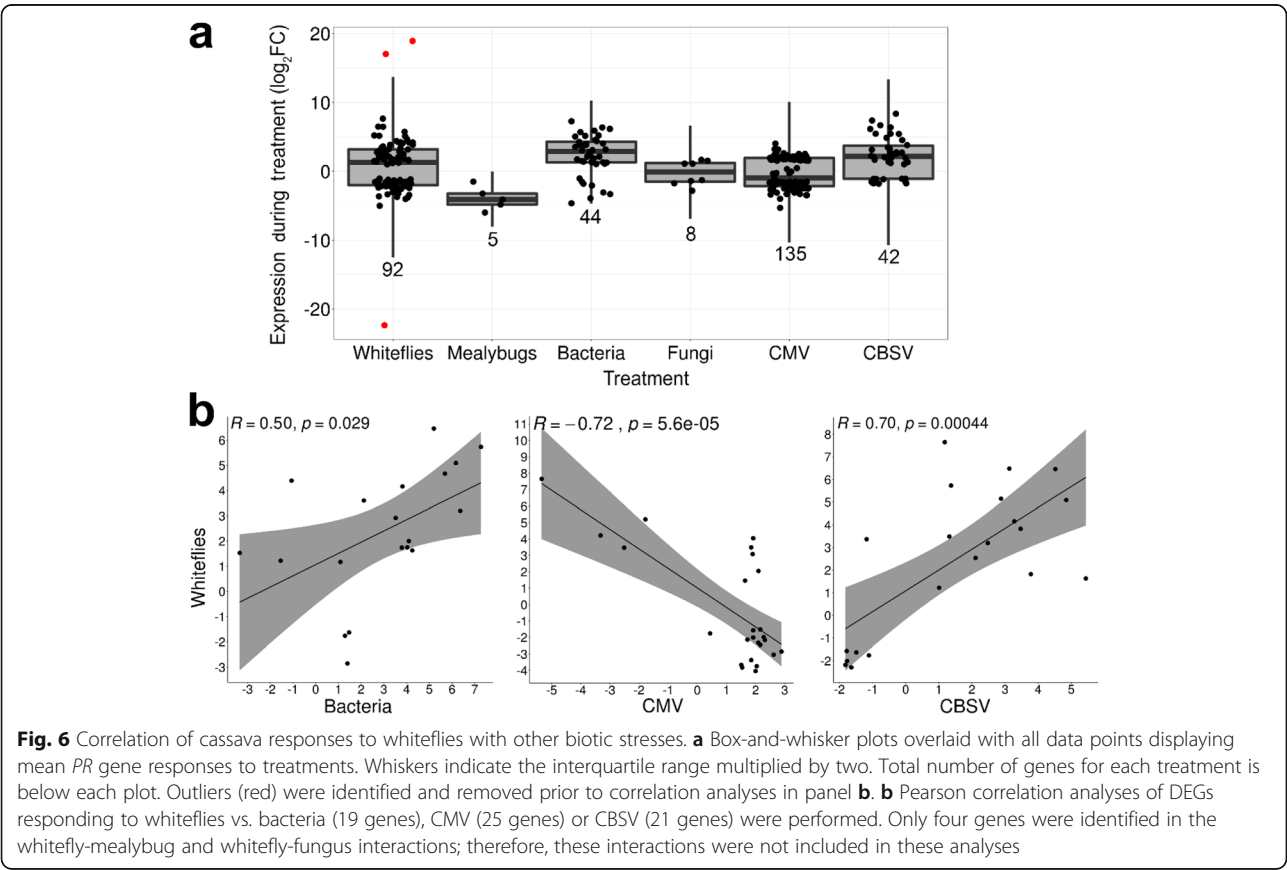 a
Expression during treatment (log2FC)
20
10
0
-10
-20
92
5
44
8
135
42
Whiteflies Mealybugs Bacteria Fungi CMV CBSV
Treatment
b
R = 0.50, p = 0.029
Whiteflies
6
5
4
3
2
1
0
-1
-2
-3
-3 -2 -1 0 1 2 3 4 5 6 7
Bacteria
R = −0.72 , p = 5.6e-05
11
10
9
8
7
6
5
4
3
2
1
0
-1
-2
-3
-4
-5 -4 -3 -2 -1 0 1 2 3
CMV
R = 0.70, p = 0.00044
8
7
6
5
4
3
2
1
0
-1
-2
-2 -1 0 1 2 3 4 5
CBSV
Fig. 6 Correlation of cassava responses to whiteflies with other biotic stresses. a Box-and-whisker plots overlaid with all data points displaying
mean PR gene responses to treatments. Whiskers indicate the interquartile range multiplied by two. Total number of genes for each treatment is
below each plot. Outliers (red) were identified and removed prior to correlation analyses in panel b. b Pearson correlation analyses of DEGs
responding to whiteflies vs. bacteria (19 genes), CMV (25 genes) or CBSV (21 genes) were performed. Only four genes were identified in the
whitefly-mealybug and whitefly-fungus interactions; therefore, these interactions were not included in these analyses